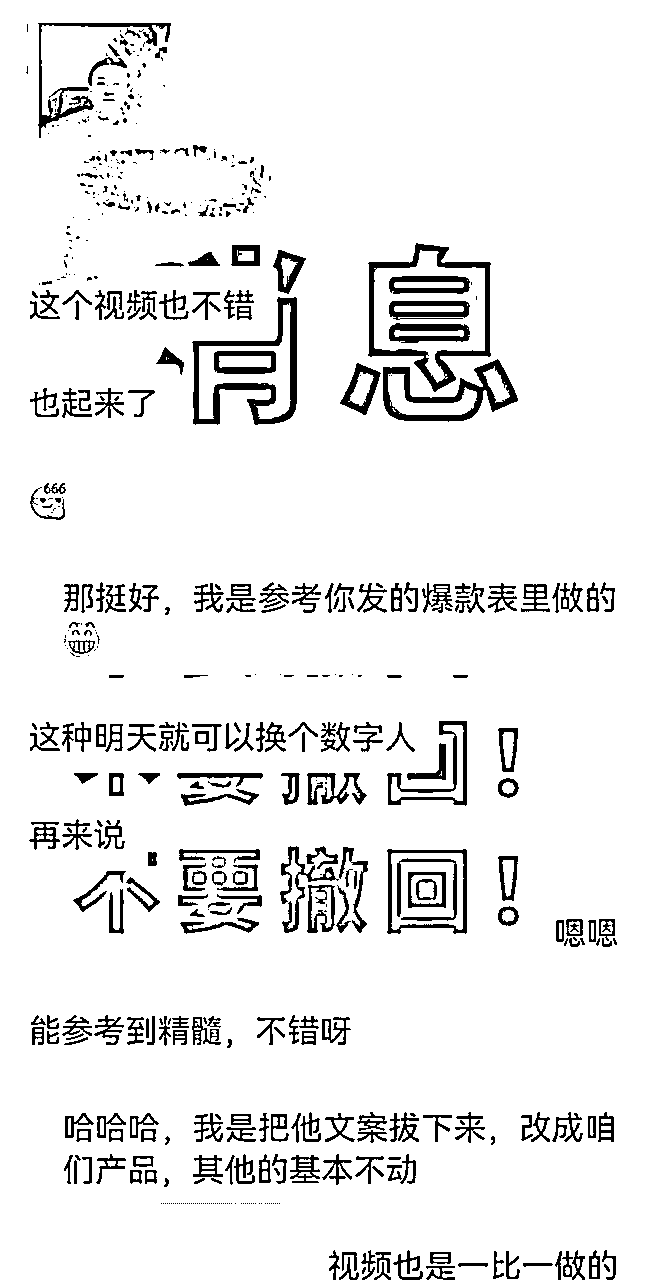 消息
这个视频也不错
也起来了
666
那挺好，我是参考你发的爆款表里做的
这种明天就可以换个数字人
不要撤回！
再来说
不要撤回！
嗯嗯
能参考到精髓，不错呀
哈哈哈，我是把他文案拔下来，改成咱
们产品，其他的基本不动
视频也是一比一做的